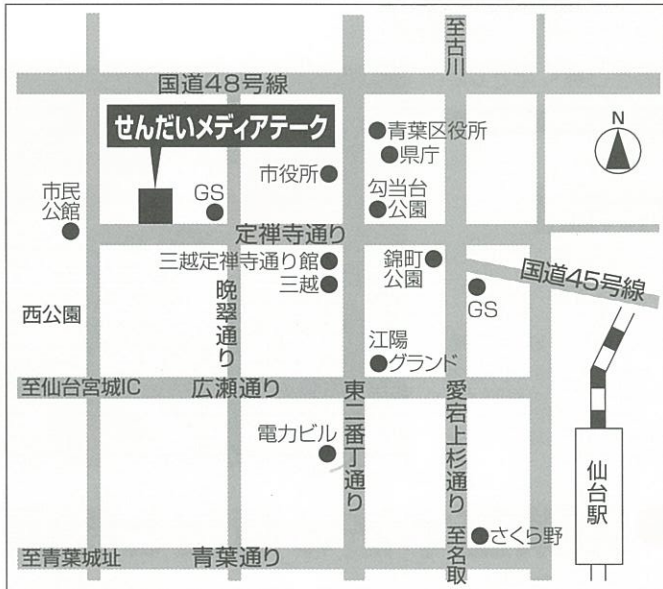 至古川
国道48号線
せんだいメディアテーク
N
青葉区役所
県庁
市役所
勾当台
公園
市民
公館
GS
定禅寺通り
三越定禅寺通り館
三越
錦町
公園
国道45号線
GS
西公園
晩翠通り
江陽
グランド
至仙台宮城IC
広瀬通り
東二番丁通り
愛宕上杉通り
電力ビル
仙台駅
さくら野
至名取
至青葉城址
青葉通り